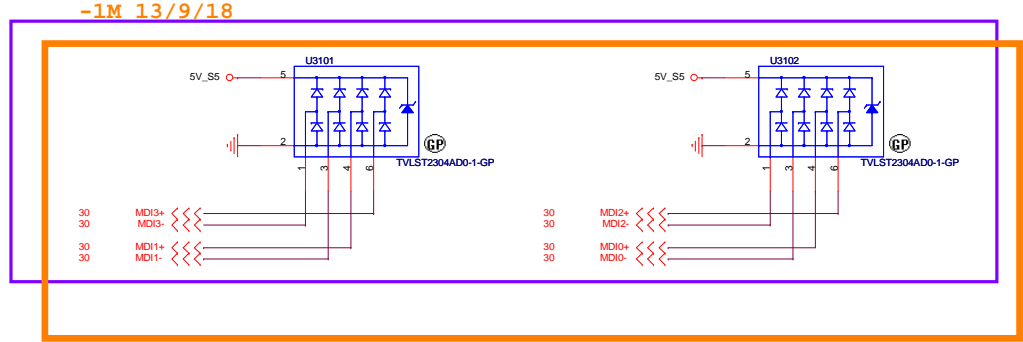 -1M 13/9/18
U3101
5V_S5
5
2
GP
TVLST2304AD0-1-GP
1
3
4
6
30 MDI3+
30 MDI3-
30 MDI1+
30 MDI1-
U3102
5V_S5
5
2
GP
TVLST2304AD0-1-GP
1
3
4
6
30 MDI2+
30 MDI2-
30 MDI0+
30 MDI0-